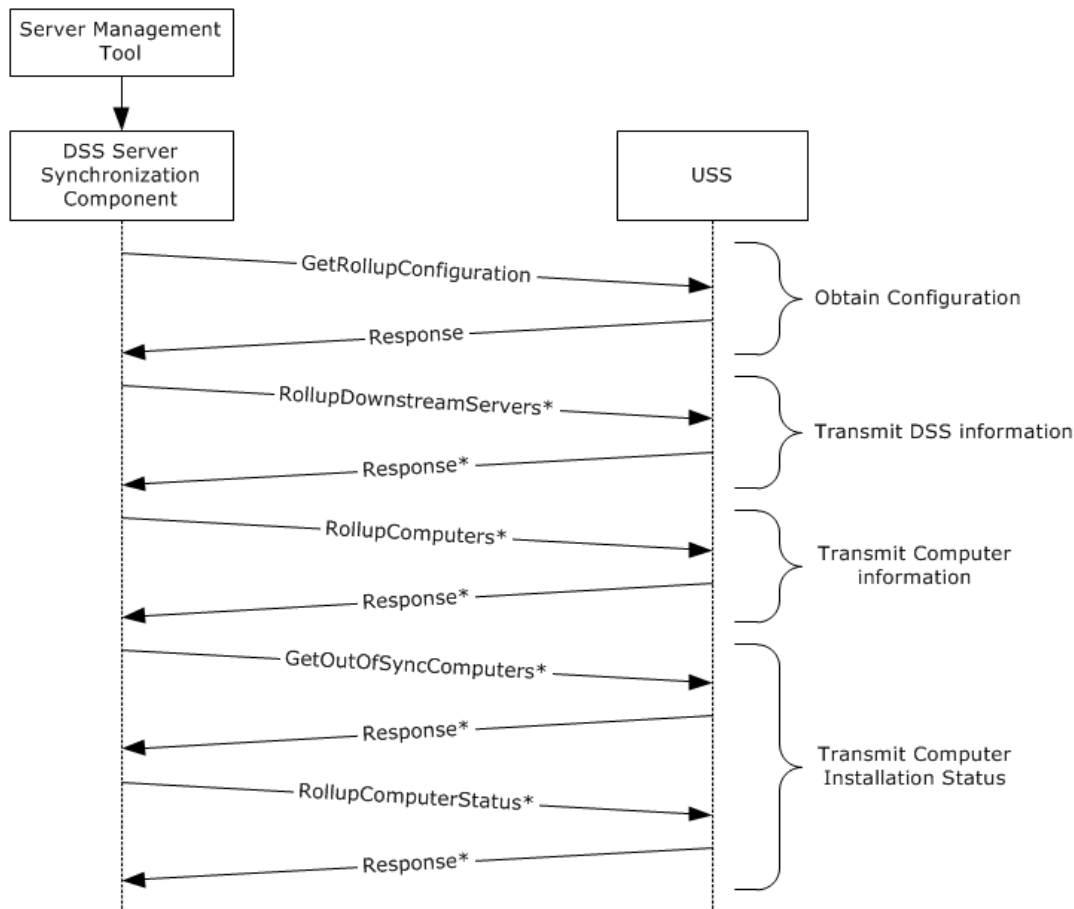 Server Management
Tool
DSS Server
Synchronization
Component
USS
GetRollupConfiguration
Obtain Configuration
Response
RollupDownstreamServers*
Transmit DSS information
Response*
RollupComputers*
Transmit Computer
information
Response*
GetOutOfSyncComputers*
Response*
Transmit Computer
Installation Status
RollupComputerStatus*
Response*